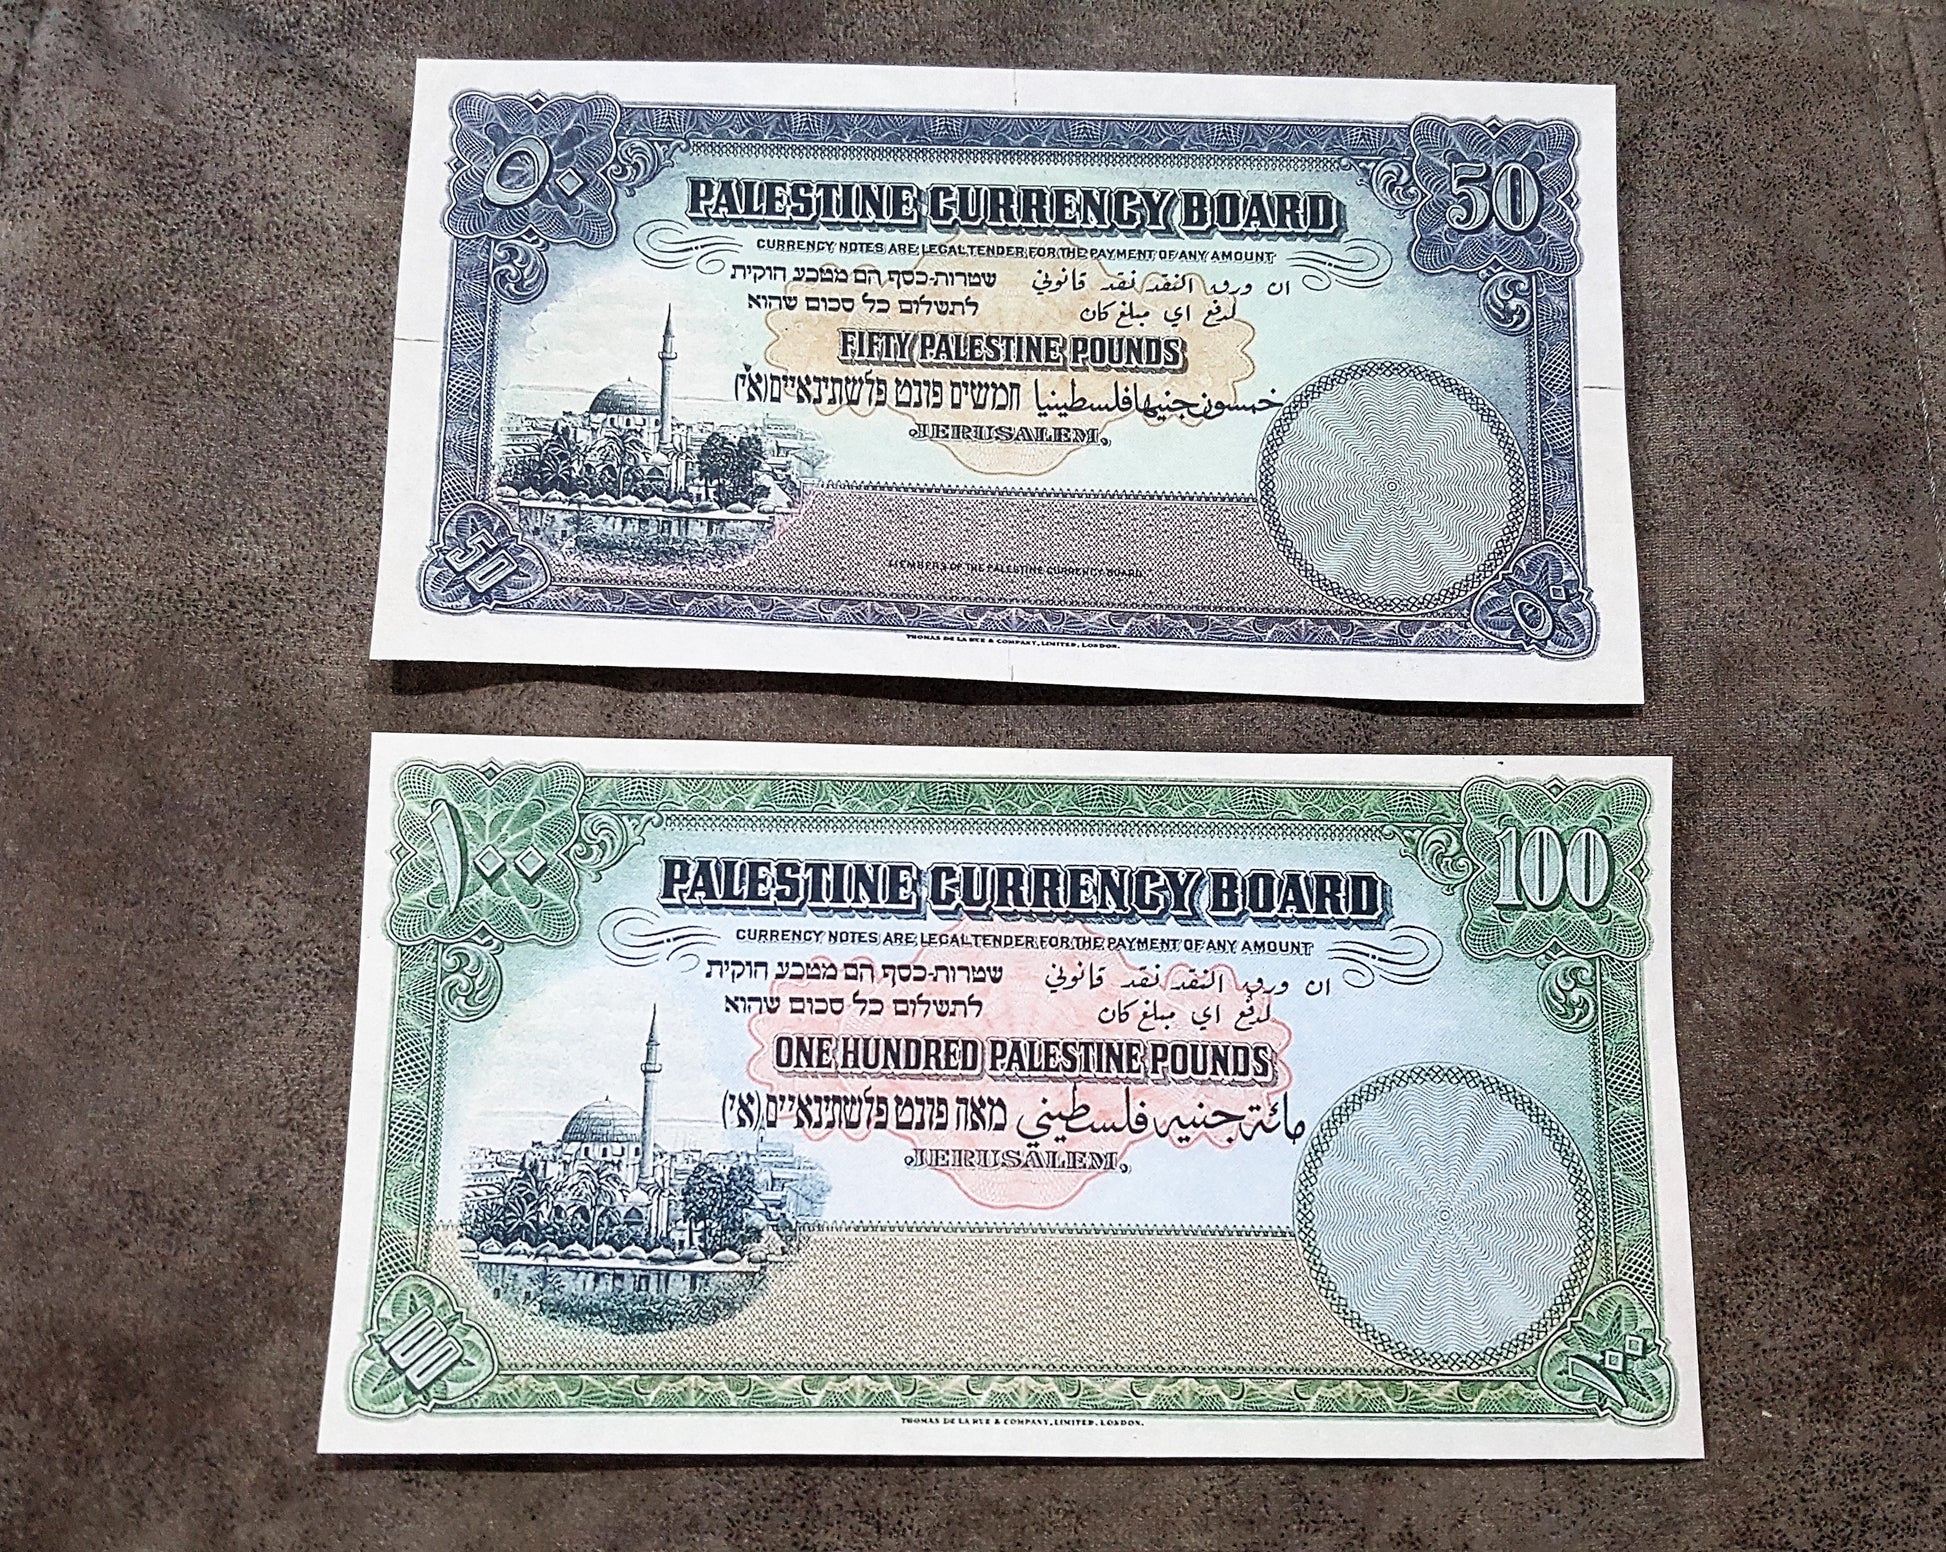 ٥٠
50
PALESTINE CURRENCY BOARD
CURRENCY NOTES ARE LEGAL TENDER FOR THE PAYMENT OF ANY AMOUNT
שטרות-כסף הם מטבע חוקית
לתשלום כל סכום שהוא
ان ورق النقد نقد قانوني
لدفع اي مبلغ كان
FIFTY PALESTINE POUNDS
חמשים פונט פלשתינאיים (א״י)
خمسون جنيها فلسطينيا
JERUSALEM,
MEMBERS OF THE PALESTINE CURRENCY BOARD.
50
٥٠
THOMAS DE LA RUE & COMPANY, LIMITED, LONDON.
١٠٠
100
PALESTINE CURRENCY BOARD
CURRENCY NOTES ARE LEGAL TENDER FOR THE PAYMENT OF ANY AMOUNT
שטרות-כסף הם מטבע חוקית
לתשלום כל סכום שהוא
ان ورق النقد نقد قانوني
لدفع اي مبلغ كان
ONE HUNDRED PALESTINE POUNDS
מאה פונט פלשתינאיים (א״י)
مائة جنيه فلسطيني
JERUSALEM,
100
١٠٠
THOMAS DE LA RUE & COMPANY, LIMITED, LONDON.